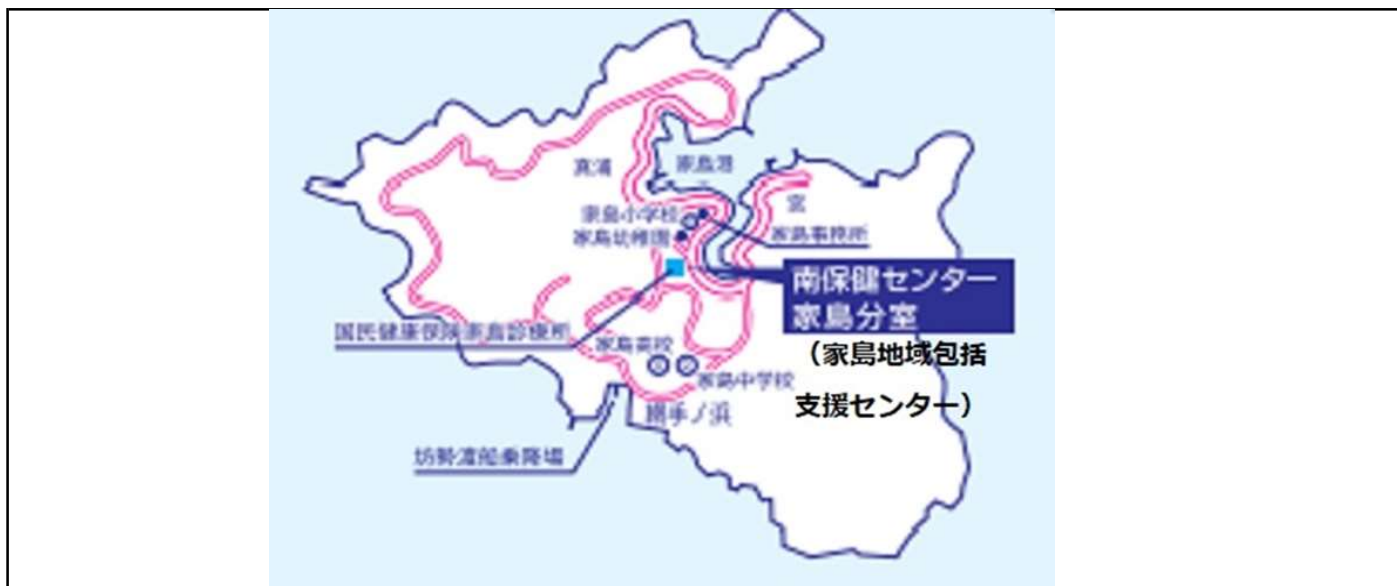 真浦
家島港
宮
家島小学校
家島幼稚園
家島事務所
南保健センター
家島分室
(家島地域包括
支援センター)
国民健康保険家島診療所
家島高校
家島中学校
網手ノ浜
坊勢渡船乗降場